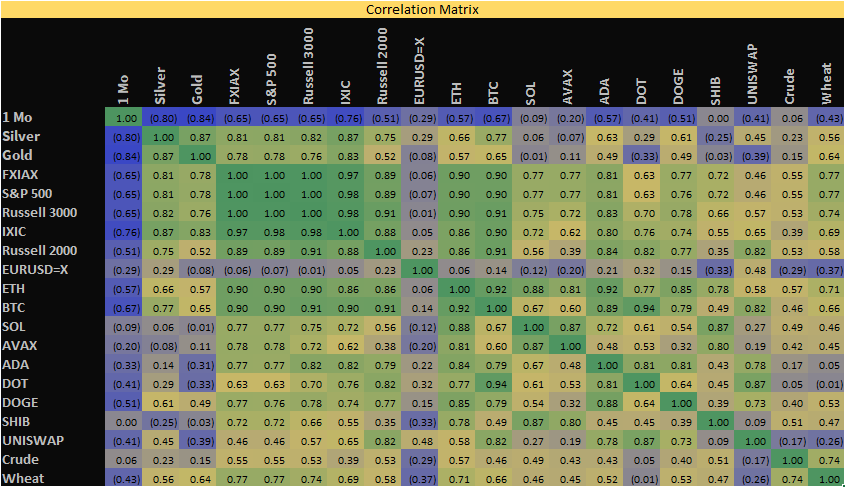 Correlation Matrix
1 Mo Silver Gold FXIAX S&P 500 Russell 3000 IXIC Russell 2000 EURUSD=X ETH BTC SOL AVAX ADA DOT DOGE SHIB UNISWAP Crude Wheat
1 Mo 1.00 (0.80) (0.84) (0.65) (0.65) (0.65) (0.76) (0.51) (0.29) (0.57) (0.67) (0.09) (0.20) (0.57) (0.41) (0.51) 0.00 (0.41) 0.06 (0.43)
Silver (0.80) 1.00 0.87 0.81 0.81 0.82 0.87 0.75 0.29 0.66 0.77 0.06 (0.07) 0.63 0.29 0.61 (0.25) 0.45 0.23 0.56
Gold (0.84) 0.87 1.00 0.78 0.78 0.76 0.83 0.52 (0.08) 0.57 0.65 (0.01) 0.11 0.49 (0.33) 0.49 (0.03) (0.39) 0.15 0.64
FXIAX (0.65) 0.81 0.78 1.00 1.00 1.00 0.97 0.89 (0.06) 0.90 0.90 0.77 0.77 0.81 0.63 0.77 0.72 0.46 0.55 0.77
S&P 500 (0.65) 0.81 0.78 1.00 1.00 1.00 0.98 0.89 (0.07) 0.90 0.90 0.77 0.77 0.81 0.63 0.76 0.72 0.46 0.55 0.77
Russell 3000 (0.65) 0.82 0.76 1.00 1.00 1.00 0.98 0.91 (0.01) 0.90 0.91 0.75 0.72 0.83 0.70 0.78 0.66 0.57 0.53 0.74
IXIC (0.76) 0.87 0.83 0.97 0.98 0.98 1.00 0.88 0.05 0.86 0.90 0.72 0.62 0.80 0.76 0.74 0.55 0.65 0.39 0.69
Russell 2000 (0.51) 0.75 0.52 0.89 0.89 0.91 0.88 1.00 0.23 0.86 0.90 0.56 0.39 0.84 0.82 0.77 0.35 0.82 0.53 0.58
EURUSD=X (0.29) 0.29 (0.08) (0.06) (0.07) (0.01) 0.05 0.23 1.00 0.06 0.14 (0.12) (0.20) 0.21 0.32 0.15 (0.33) 0.48 (0.29) (0.37)
ETH (0.57) 0.66 0.57 0.90 0.90 0.90 0.86 0.86 0.06 1.00 0.92 0.88 0.81 0.92 0.77 0.85 0.78 0.58 0.57 0.71
BTC (0.67) 0.77 0.65 0.90 0.90 0.91 0.90 0.90 0.14 0.92 1.00 0.67 0.60 0.89 0.94 0.79 0.49 0.82 0.46 0.66
SOL (0.09) 0.06 (0.01) 0.77 0.77 0.75 0.72 0.56 (0.12) 0.88 0.67 1.00 0.87 0.72 0.61 0.54 0.87 0.27 0.49 0.46
AVAX (0.20) (0.08) 0.11 0.78 0.78 0.72 0.62 0.38 (0.20) 0.81 0.60 0.87 1.00 0.48 0.53 0.32 0.80 0.19 0.42 0.45
ADA (0.33) 0.14 (0.31) 0.77 0.77 0.82 0.82 0.79 0.22 0.84 0.79 0.67 0.48 1.00 0.81 0.81 0.43 0.78 0.17 0.05
DOT (0.41) 0.29 (0.33) 0.63 0.63 0.70 0.76 0.82 0.32 0.77 0.94 0.61 0.53 0.81 1.00 0.64 0.45 0.87 0.05 (0.01)
DOGE (0.51) 0.61 0.49 0.77 0.76 0.78 0.74 0.77 0.15 0.85 0.79 0.54 0.32 0.88 0.64 1.00 0.39 0.73 0.40 0.53
SHIB 0.00 (0.25) (0.03) 0.72 0.72 0.66 0.55 0.35 (0.33) 0.78 0.49 0.87 0.80 0.45 0.45 0.39 1.00 0.09 0.51 0.47
UNISWAP (0.41) 0.45 (0.39) 0.46 0.46 0.57 0.65 0.82 0.48 0.58 0.82 0.27 0.19 0.78 0.87 0.73 0.09 1.00 (0.17) (0.26)
Crude 0.06 0.23 0.15 0.55 0.55 0.53 0.39 0.53 (0.29) 0.57 0.46 0.49 0.43 0.43 0.05 0.40 0.51 (0.17) 1.00 0.74
Wheat (0.43) 0.56 0.64 0.77 0.77 0.74 0.69 0.58 (0.37) 0.71 0.66 0.46 0.45 0.52 (0.01) 0.53 0.47 (0.26) 0.74 1.00